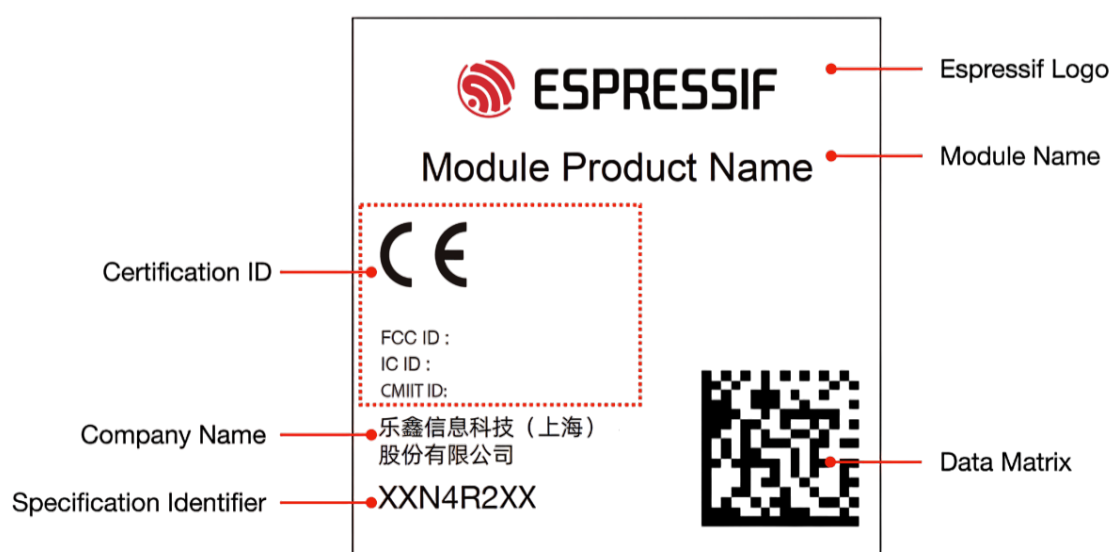 ESPRESSIF
Espressif Logo
Module Product Name
Module Name
CE
Certification ID
FCC ID :
IC ID :
CMIIT ID:
乐鑫信息科技（上海）
股份有限公司
Company Name
Data Matrix
XXN4R2XX
Specification Identifier